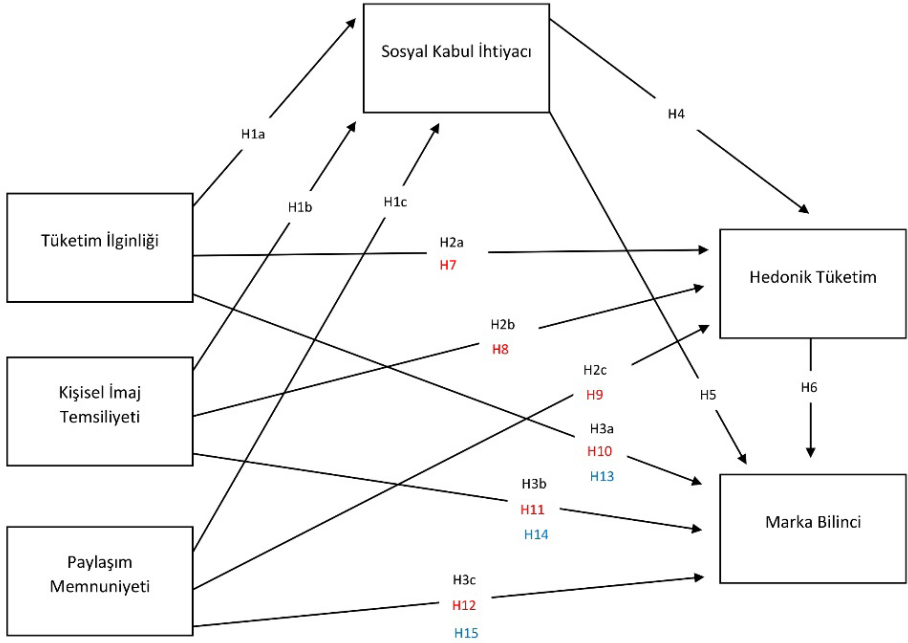 Sosyal Kabul İhtiyacı
H4
H1a
H1b
H1c
Tüketim İlginliği
H2a
H7
Hedonik Tüketim
H2b
H8
Kişisel İmaj
Temsiliyeti
H2c
H9
H5
H6
H3a
H10
H13
H3b
H11
H14
Marka Bilinci
Paylaşım
Memnuniyeti
H3c
H12
H15